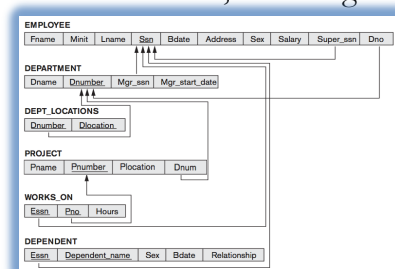 EMPLOYEE
Fname Minit Lname Ssn Bdate Address Sex Salary Super_ssn Dno
DEPARTMENT
Dname Dnumber Mgr_ssn Mgr_start_date
DEPT_LOCATIONS
Dnumber Dlocation
PROJECT
Pname Pnumber Plocation Dnum
WORKS_ON
Essn Pno Hours
DEPENDENT
Essn Dependent_name Sex Bdate Relationship